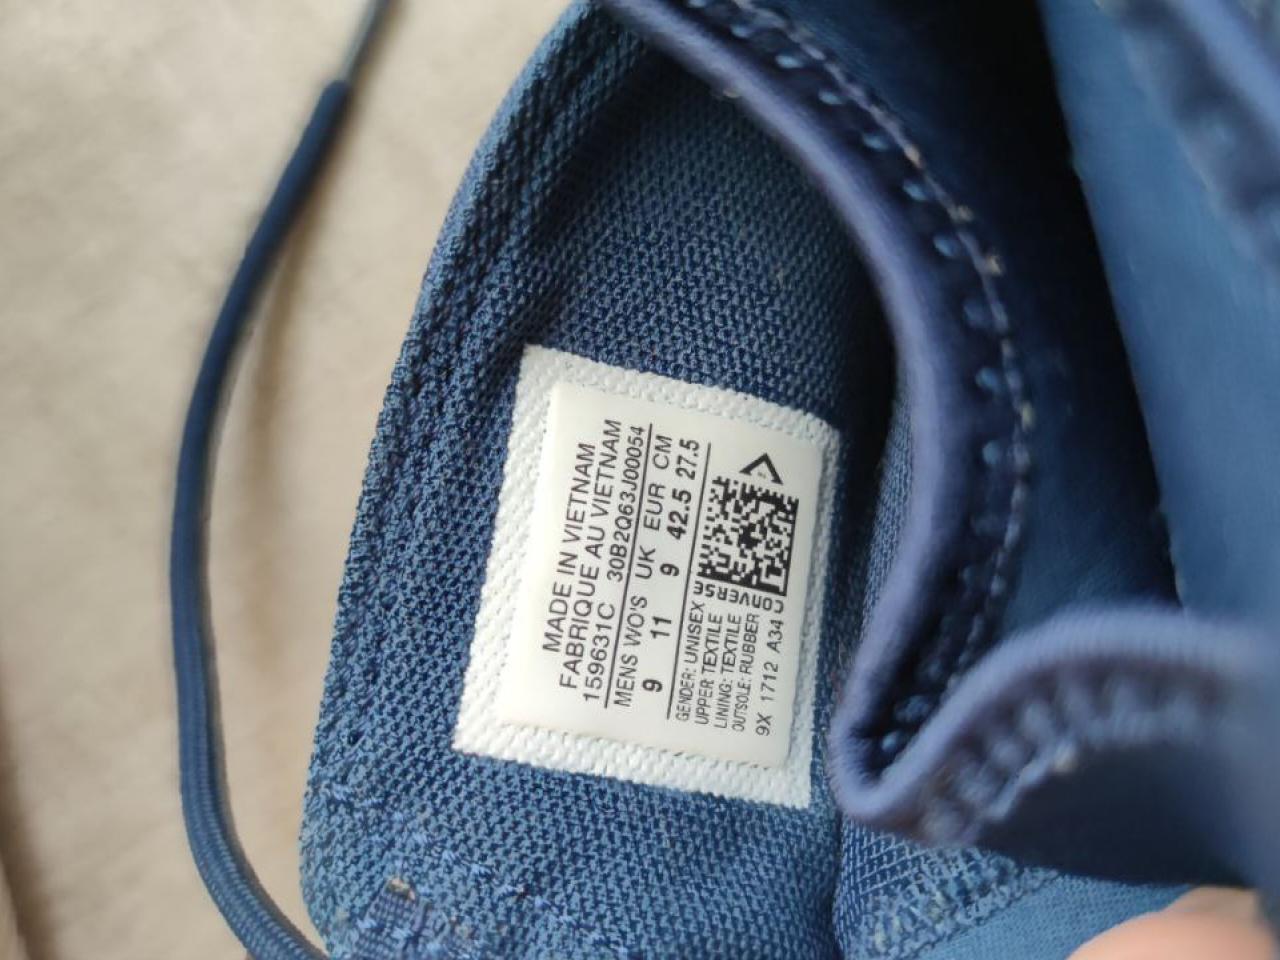 MADE IN VIETNAM
FABRIQUE AU VIETNAM
159631C 30B2Q63J00054
MENS WO'S UK EUR CM
9 11 9 42.5 27.5
GENDER: UNISEX
UPPER: TEXTILE
LINING: TEXTILE
OUTSOLE: RUBBER
9X 1712 A34
CONVERSE